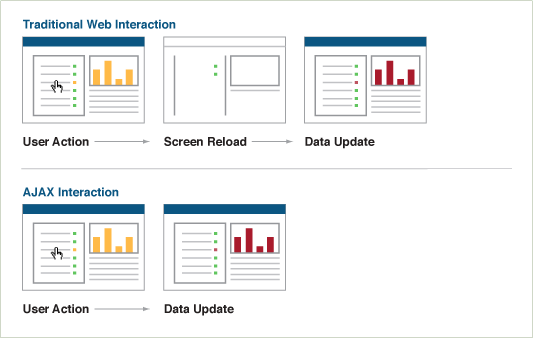 Traditional Web Interaction
User Action
Screen Reload
Data Update
AJAX Interaction
User Action
Data Update